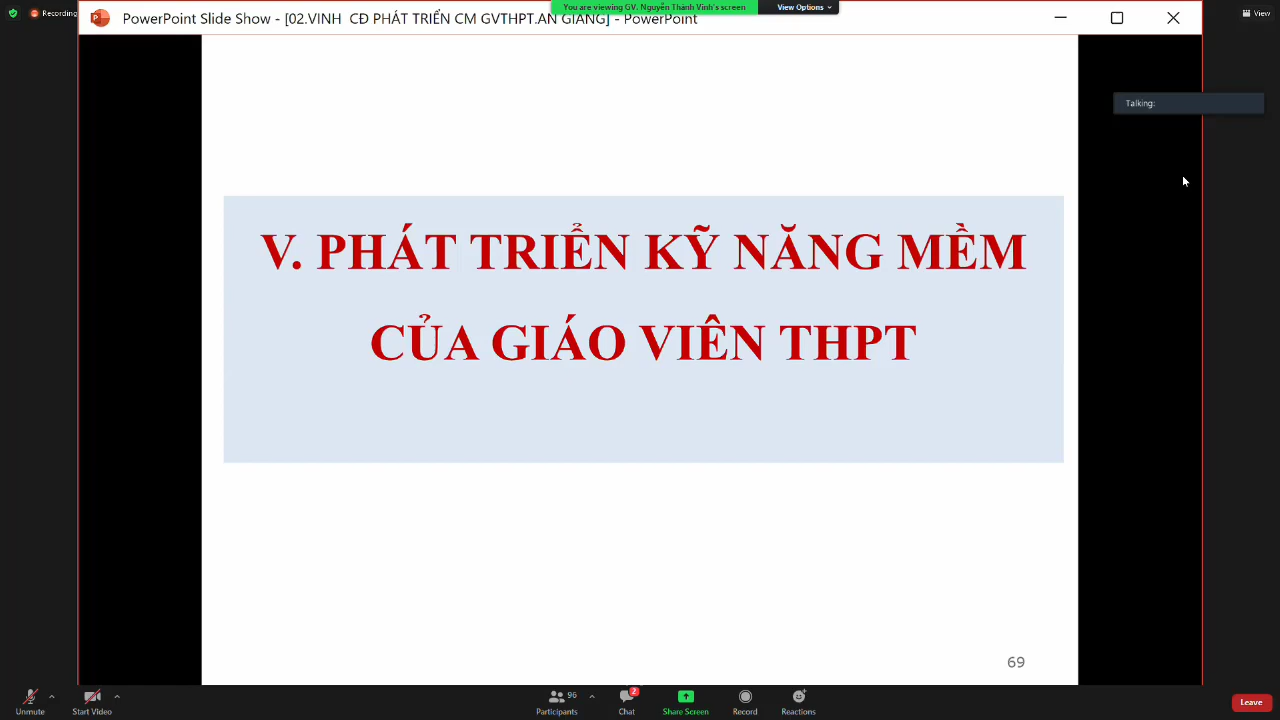 Recording
PowerPoint Slide Show - [02.VINH CĐ PHÁT TRIỂN CM GVTHPT.AN GIANG] - PowerPoint
You are viewing GV. Nguyễn Thành Vinh's screen
View Options
View
Talking:
V. PHÁT TRIỂN KỸ NĂNG MỀM
CỦA GIÁO VIÊN THPT
69
Unmute
Start Video
96
Participants
2
Chat
Share Screen
Record
Reactions
Leave